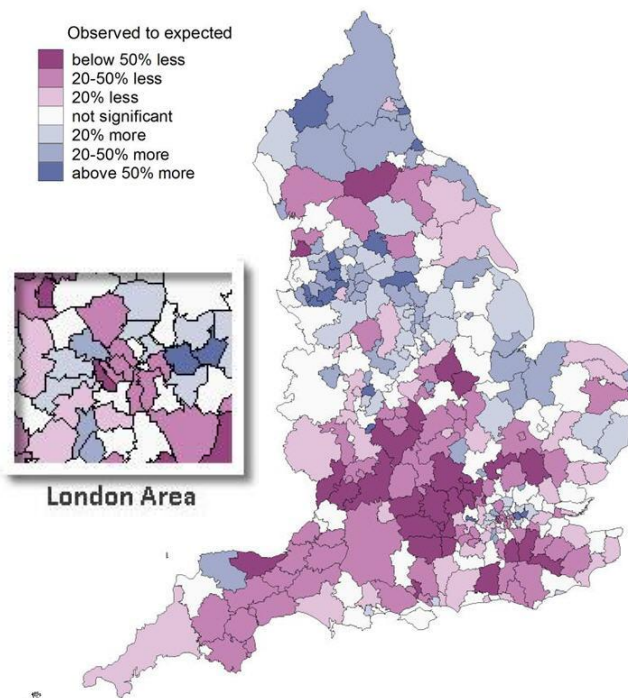 Observed to expected
below 50% less
20-50% less
20% less
not significant
20% more
20-50% more
above 50% more
London Area